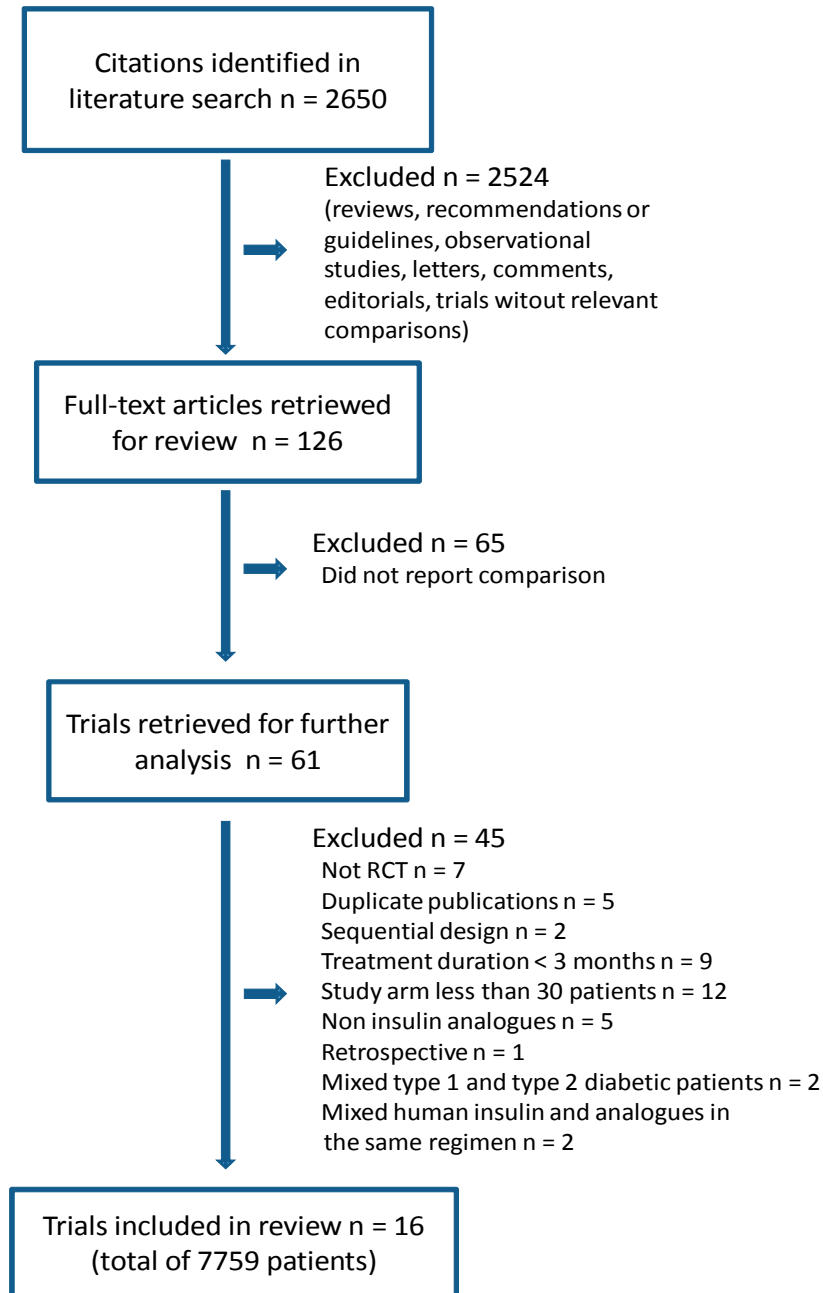 Citations identified in
literature search n = 2650
Excluded n = 2524
(reviews, recommendations or
guidelines, observational
studies, letters, comments,
editorials, trials witout relevant
comparisons)
Full-text articles retriewed
for review n = 126
Excluded n = 65
Did not report comparison
Trials retrieved for further
analysis n = 61
Excluded n = 45
Not RCT n = 7
Duplicate publications n = 5
Sequential design n = 2
Treatment duration < 3 months n = 9
Study arm less than 30 patients n = 12
Non insulin analogues n = 5
Retrospective n = 1
Mixed type 1 and type 2 diabetic patients n = 2
Mixed human insulin and analogues in
the same regimen n = 2
Trials included in review n = 16
(total of 7759 patients)